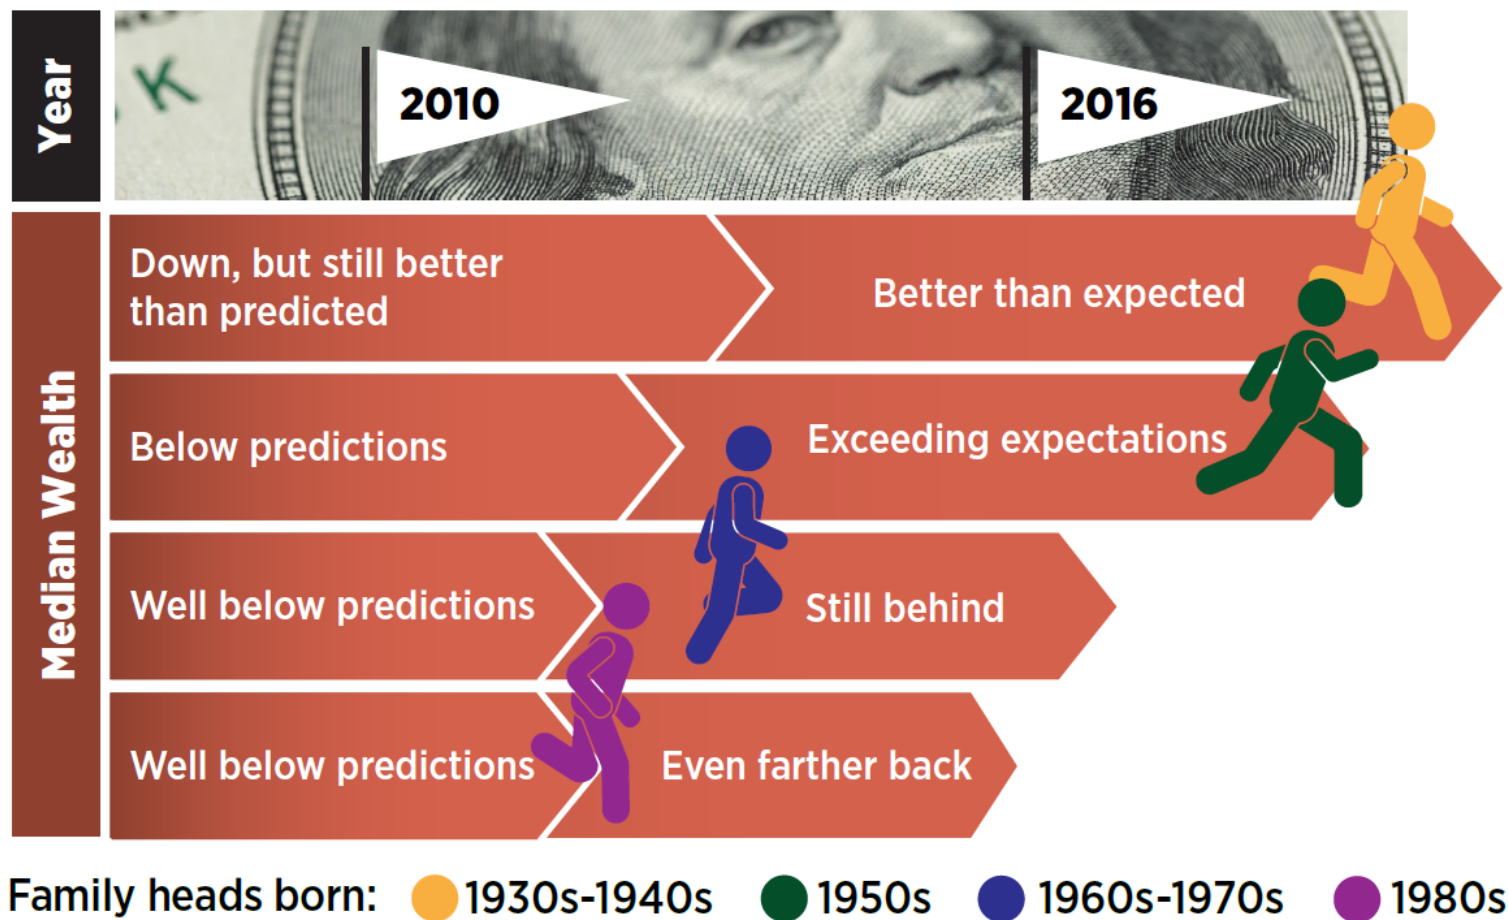 Year
K
2010
2016
Median Wealth
Down, but still better
than predicted
Better than expected
Below predictions
Exceeding expectations
Well below predictions
Still behind
Well below predictions
Even farther back
Family heads born: 1930s-1940s 1950s 1960s-1970s 1980s